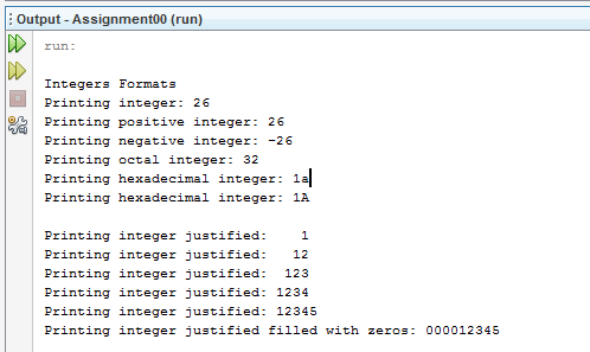 Output - Assignment00 (run)
run:
Integers Formats
Printing integer: 26
Printing positive integer: 26
Printing negative integer: -26
Printing octal integer: 32
Printing hexadecimal integer: 1a
Printing hexadecimal integer: 1A
Printing integer justified:     1
Printing integer justified:    12
Printing integer justified:   123
Printing integer justified:  1234
Printing integer justified: 12345
Printing integer justified filled with zeros: 000012345